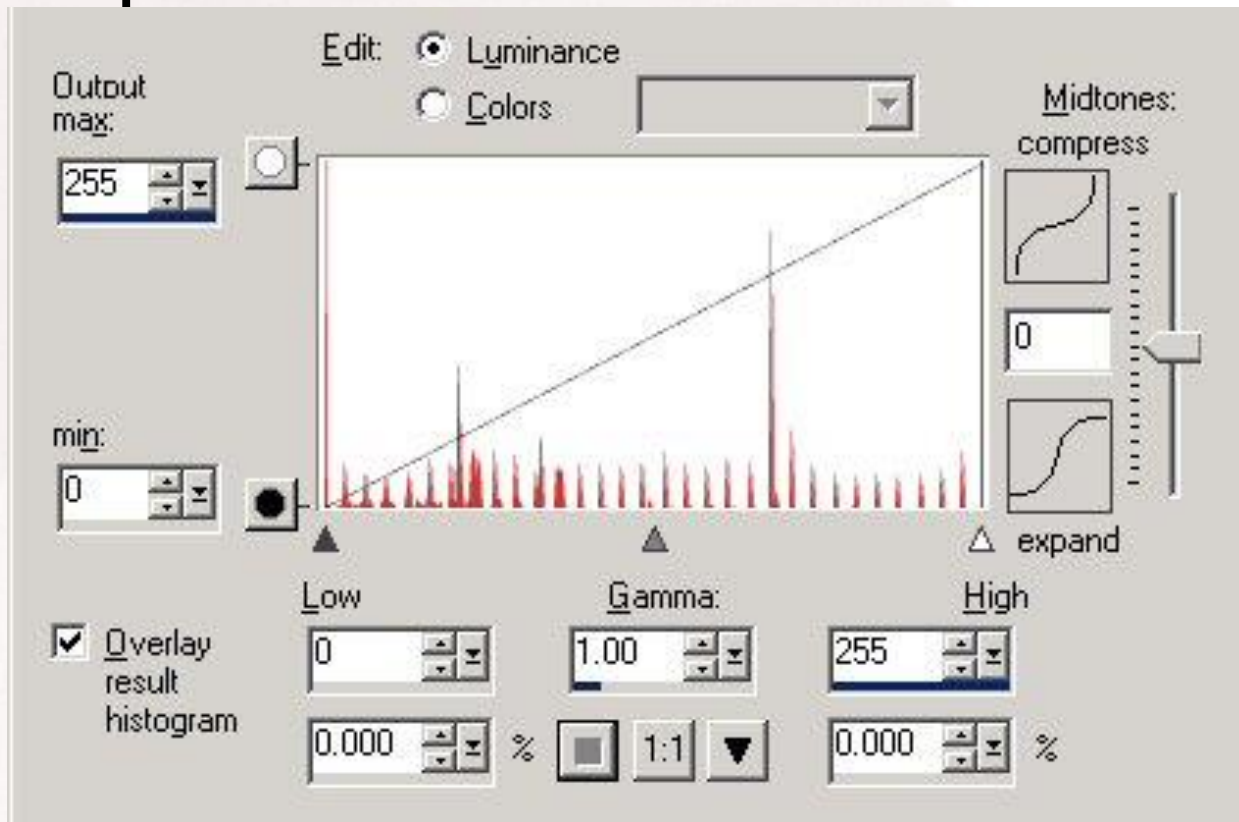 Edit: Luminance
Colors
Output
max:
255
Midtones:
compress
0
min:
0
expand
Low
Gamma:
High
Overlay
result
histogram
0
1.00
255
0.000 % 1:1 0.000 %